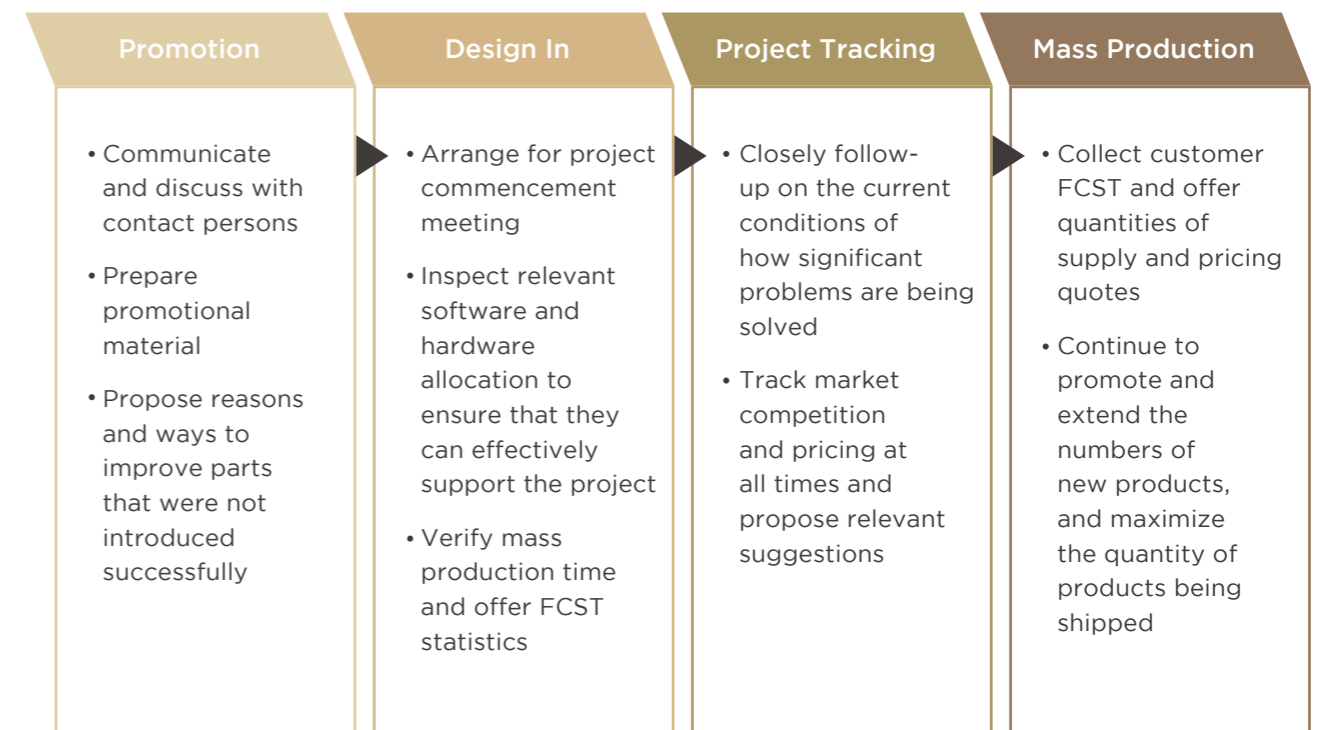 Promotion
• Communicate
and discuss with
contact persons
• Prepare
promotional
material
• Propose reasons
and ways to
improve parts
that were not
introduced
successfully
Design In
• Arrange for project
commencement
meeting
• Inspect relevant
software and
hardware
allocation to
ensure that they
can effectively
support the project
• Verify mass
production time
and offer FCST
statistics
Project Tracking
• Closely follow-
up on the current
conditions of
how significant
problems are being
solved
• Track market
competition
and pricing at
all times and
propose relevant
suggestions
Mass Production
• Collect customer
FCST and offer
quantities of
supply and pricing
quotes
• Continue to
promote and
extend the
numbers of
new products,
and maximize
the quantity of
products being
shipped